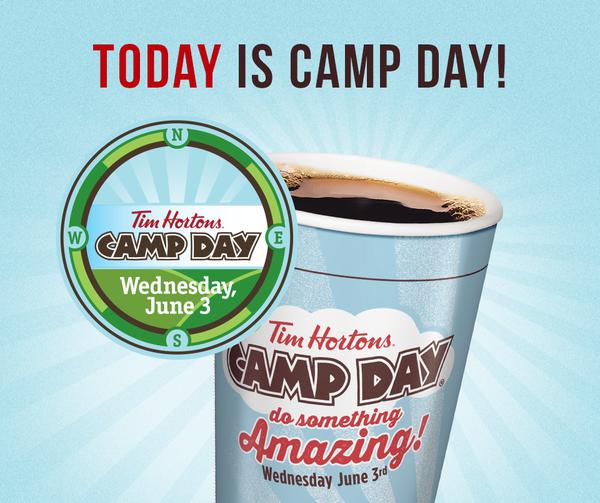 TODAY IS CAMP DAY!
N
W
E
S
Tim Hortons.
CAMP DAY
Wednesday,
June 3
Tim Hortons.
CAMP DAY®
do something
Amazing!
Wednesday June 3rd